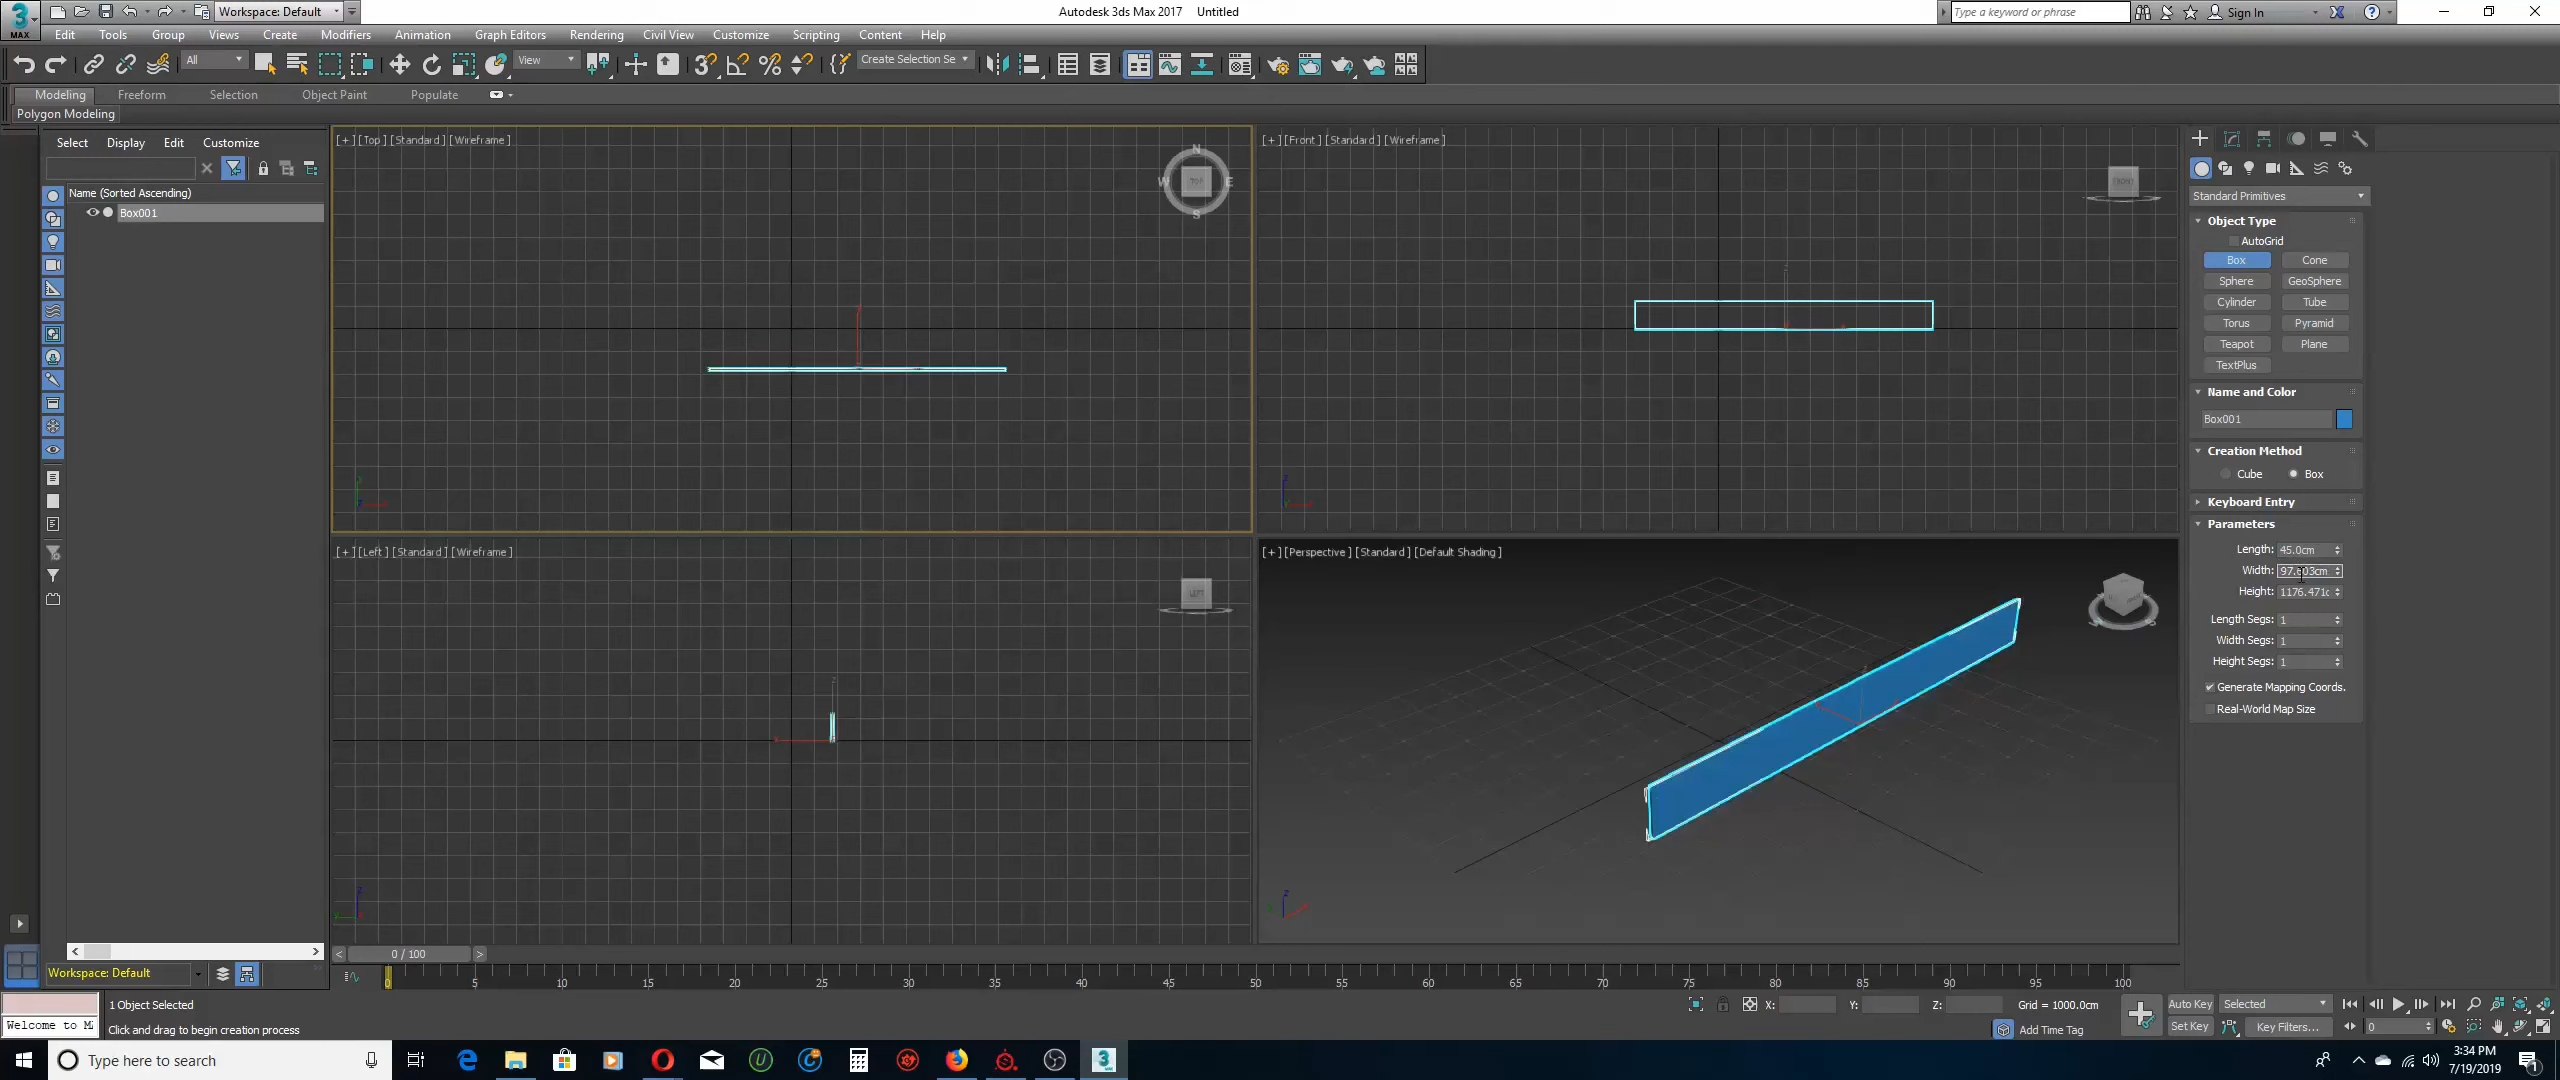 Workspace: Default
Autodesk 3ds Max 2017 Untitled
Type a keyword or phrase
Sign In
MAX
Edit Tools Group Views Create Modifiers Animation Graph Editors Rendering Civil View Customize Scripting Content Help
All
View
Create Selection Se
Modeling Freeform Selection Object Paint Populate
Polygon Modeling
Select Display Edit Customize
Name (Sorted Ascending)
Box001
[+] [Top] [Standard] [Wireframe]
N
W TOP E
S
[+] [Front] [Standard] [Wireframe]
FRONT
[+] [Left] [Standard] [Wireframe]
LEFT
[+] [Perspective] [Standard] [Default Shading]
Standard Primitives
Object Type
AutoGrid
Box Cone
Sphere GeoSphere
Cylinder Tube
Torus Pyramid
Teapot Plane
TextPlus
Name and Color
Box001
Creation Method
Cube Box
Keyboard Entry
Parameters
Length: 45.0cm
Width:
Height: 1176.471c
Length Segs: 1
Width Segs: 1
Height Segs: 1
Generate Mapping Coords.
Real-World Map Size
0 / 100
Workspace: Default
0 5 10 15 20 25 30 35 40 45 50 55 60 65 70 75 80 85 90 95 100
1 Object Selected
Welcome to Mi
Click and drag to begin creation process
X: Y: Z: Grid = 1000.0cm
Add Time Tag
Auto Key Selected
Set Key Key Filters...
0
Type here to search
3:34 PM
7/19/2019